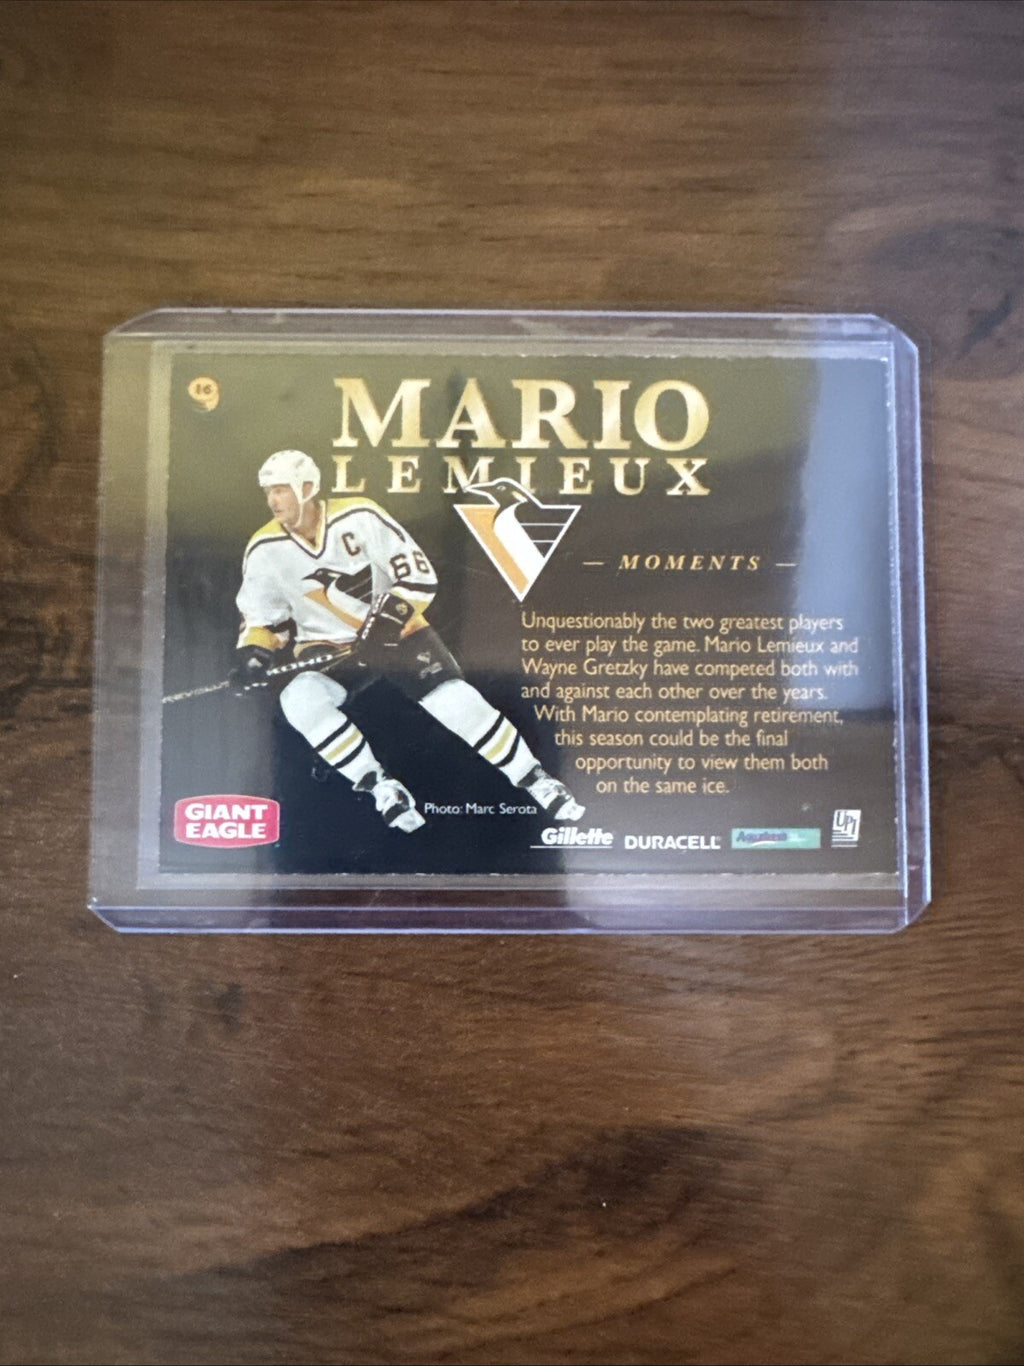 16
MARIO
LEMIEUX
MOMENTS
C
66
Unquestionably the two greatest players
to ever play the game. Mario Lemieux and
Wayne Gretzky have competed both with
and against each other over the years.
With Mario contemplating retirement,
this season could be the final
opportunity to view them both
on the same ice.
Photo: Marc Serota
GIANT
EAGLE
Gillette
DURACELL